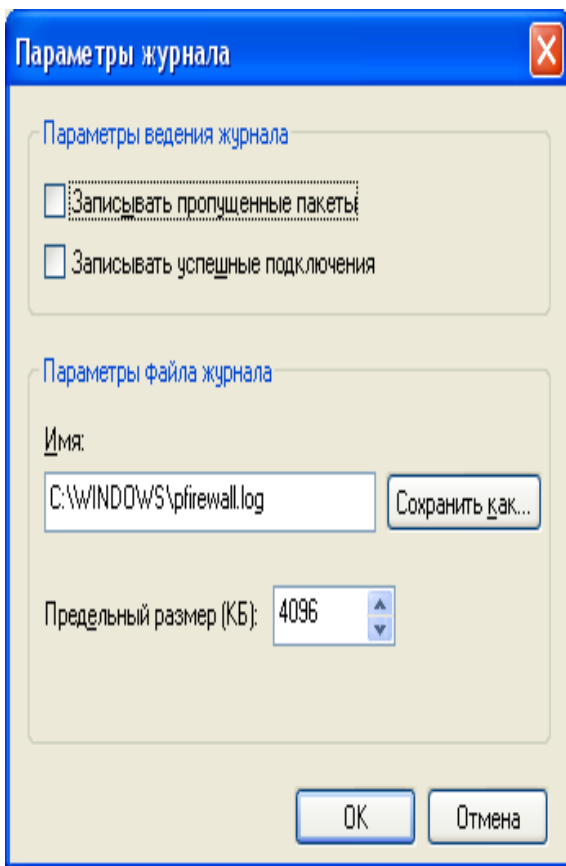 Параметры журнала
Параметры ведения журнала
Записывать пропущенные пакеты
Записывать успешные подключения
Параметры файла журнала
Имя:
C:\WINDOWS\pfirewall.log
Сохранить как...
Предельный размер (КБ):
4096
OK
Отмена